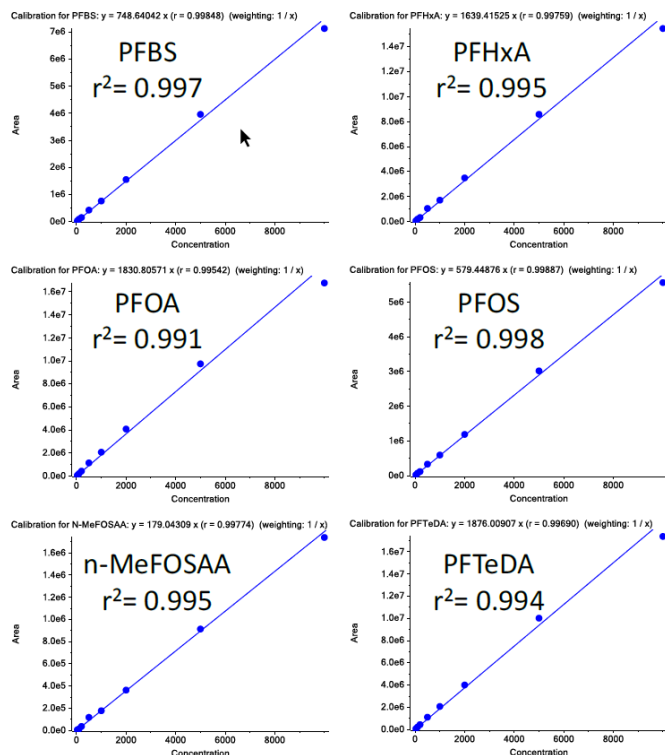 Calibration for PFBS: y = 748.64042 x (r = 0.99848) (weighting: 1 / x)
7e6
6e6
5e6
4e6
3e6
2e6
1e6
0e0
Area
PFBS
r²= 0.997
0 2000 4000 6000 8000
Concentration
Calibration for PFHxA: y = 1639.41525 x (r = 0.99759) (weighting: 1 / x)
1.4e7
1.2e7
1.0e7
8.0e6
6.0e6
4.0e6
2.0e6
0.0e0
Area
PFHxA
r²= 0.995
0 2000 4000 6000 8000
Concentration
Calibration for PFOA: y = 1830.80571 x (r = 0.99542) (weighting: 1 / x)
1.6e7
1.4e7
1.2e7
1.0e7
8.0e6
6.0e6
4.0e6
2.0e6
0.0e0
Area
PFOA
r²= 0.991
0 2000 4000 6000 8000
Concentration
Calibration for PFOS: y = 579.44876 x (r = 0.99887) (weighting: 1 / x)
5e6
4e6
3e6
2e6
1e6
0e0
Area
PFOS
r²= 0.998
0 2000 4000 6000 8000
Concentration
Calibration for N-MeFOSAA: y = 179.04309 x (r = 0.99774) (weighting: 1 / x)
1.6e6
1.4e6
1.2e6
1.0e6
8.0e5
6.0e5
4.0e5
2.0e5
0.0e0
Area
n-MeFOSAA
r²= 0.995
0 2000 4000 6000 8000
Concentration
Calibration for PFTeDA: y = 1876.00907 x (r = 0.99690) (weighting: 1 / x)
1.6e7
1.4e7
1.2e7
1.0e7
8.0e6
6.0e6
4.0e6
2.0e6
0.0e0
Area
PFTeDA
r²= 0.994
0 2000 4000 6000 8000
Concentration